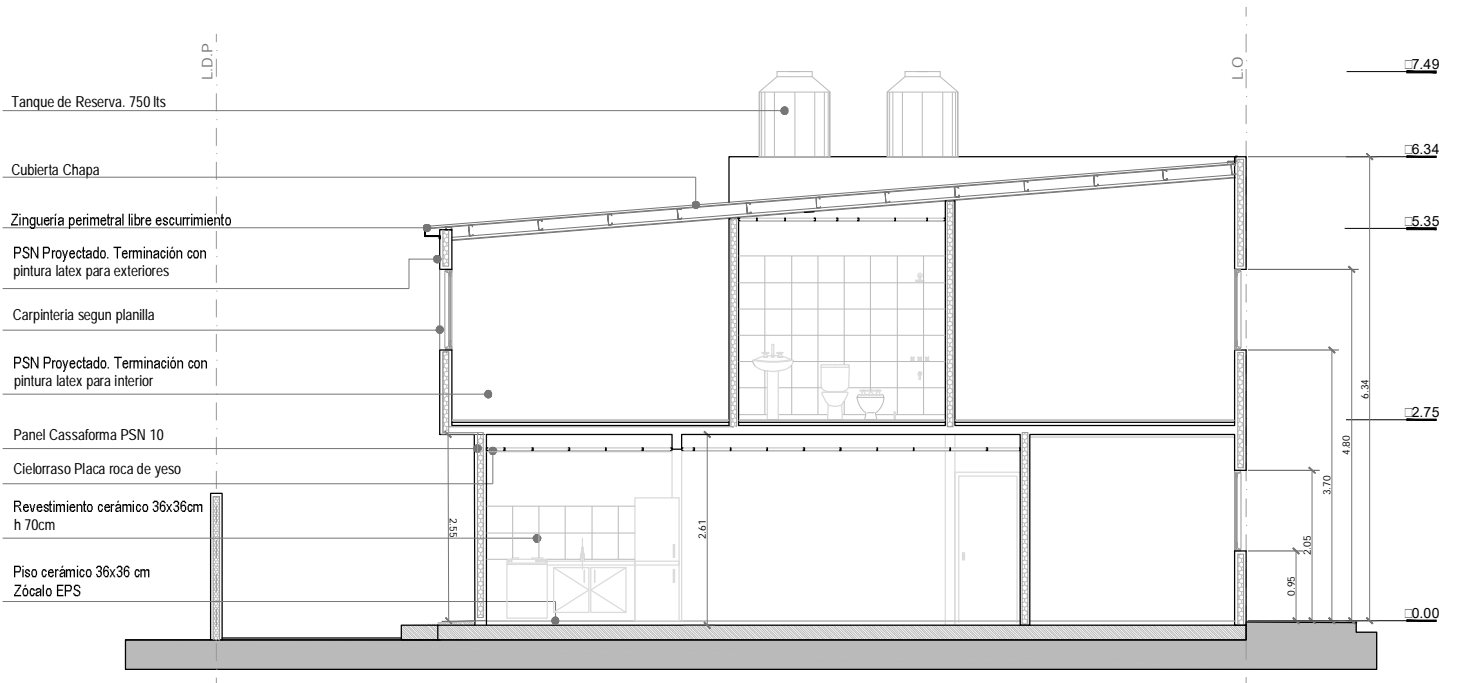 L.D.P
L.O
Tanque de Reserva. 750 lts
Cubierta Chapa
Zinguería perimetral libre escurrimiento
PSN Proyectado. Terminación con
pintura latex para exteriores
Carpinteria segun planilla
PSN Proyectado. Terminación con
pintura latex para interior
Panel Cassaforma PSN 10
Cielorraso Placa roca de yeso
Revestimiento cerámico 36x36cm
h 70cm
Piso cerámico 36x36 cm
Zócalo EPS
2.55
2.61
0.95
2.05
3.70
4.80
6.34
□7.49
□6.34
□5.35
□2.75
□0.00